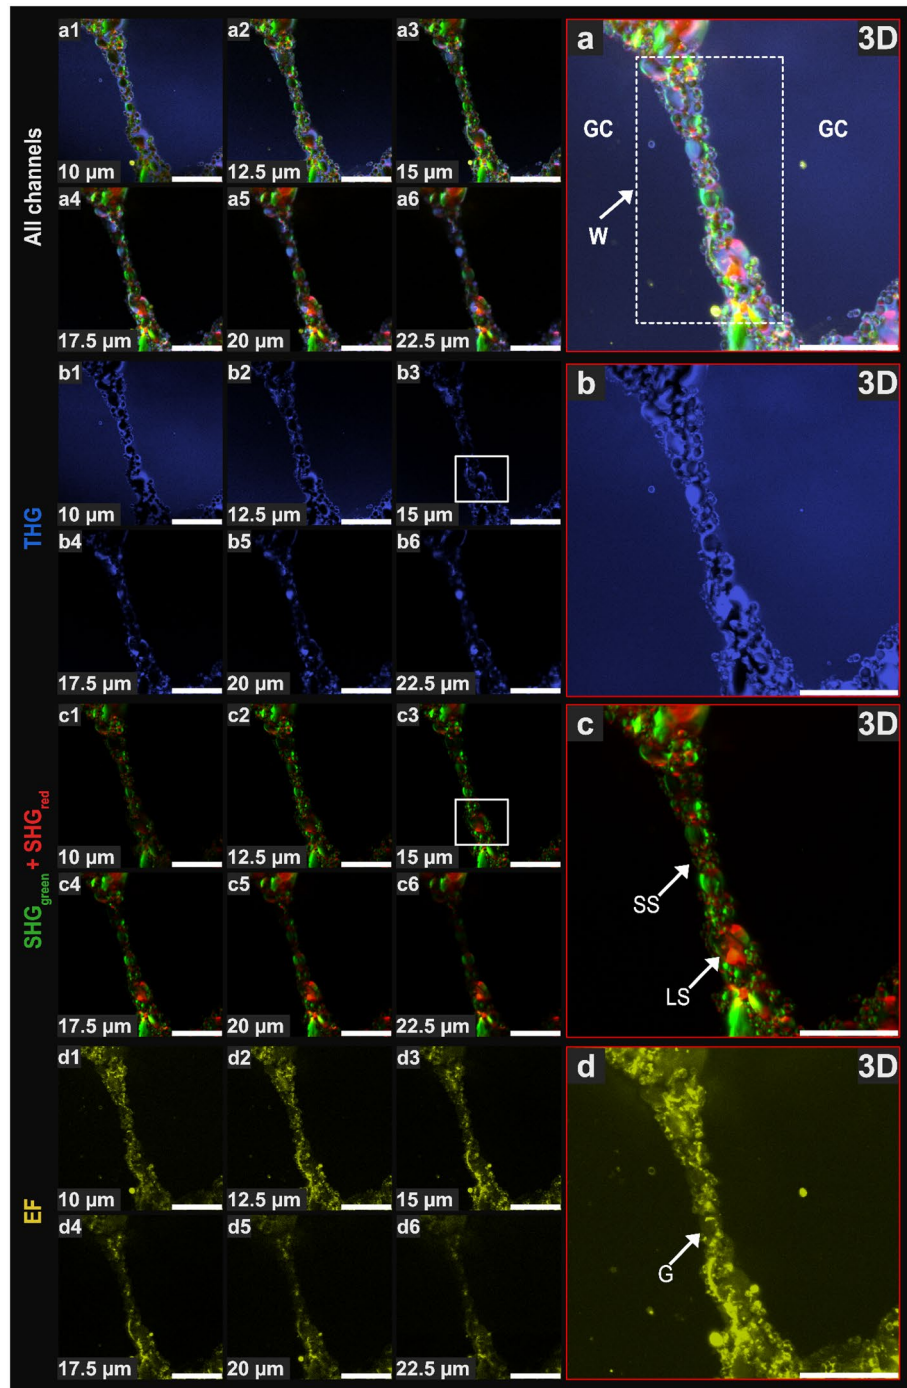 All channels
a1
10 µm
a2
12.5 µm
a3
15 µm
a4
17.5 µm
a5
20 µm
a6
22.5 µm
a
3D
GC
GC
W
THG
b1
10 µm
b2
12.5 µm
b3
15 µm
b4
17.5 µm
b5
20 µm
b6
22.5 µm
b
3D
SHGgreen + SHGred
c1
10 µm
c2
12.5 µm
c3
15 µm
c4
17.5 µm
c5
20 µm
c6
22.5 µm
c
3D
SS
LS
EF
d1
10 µm
d2
12.5 µm
d3
15 µm
d4
17.5 µm
d5
20 µm
d6
22.5 µm
d
3D
G